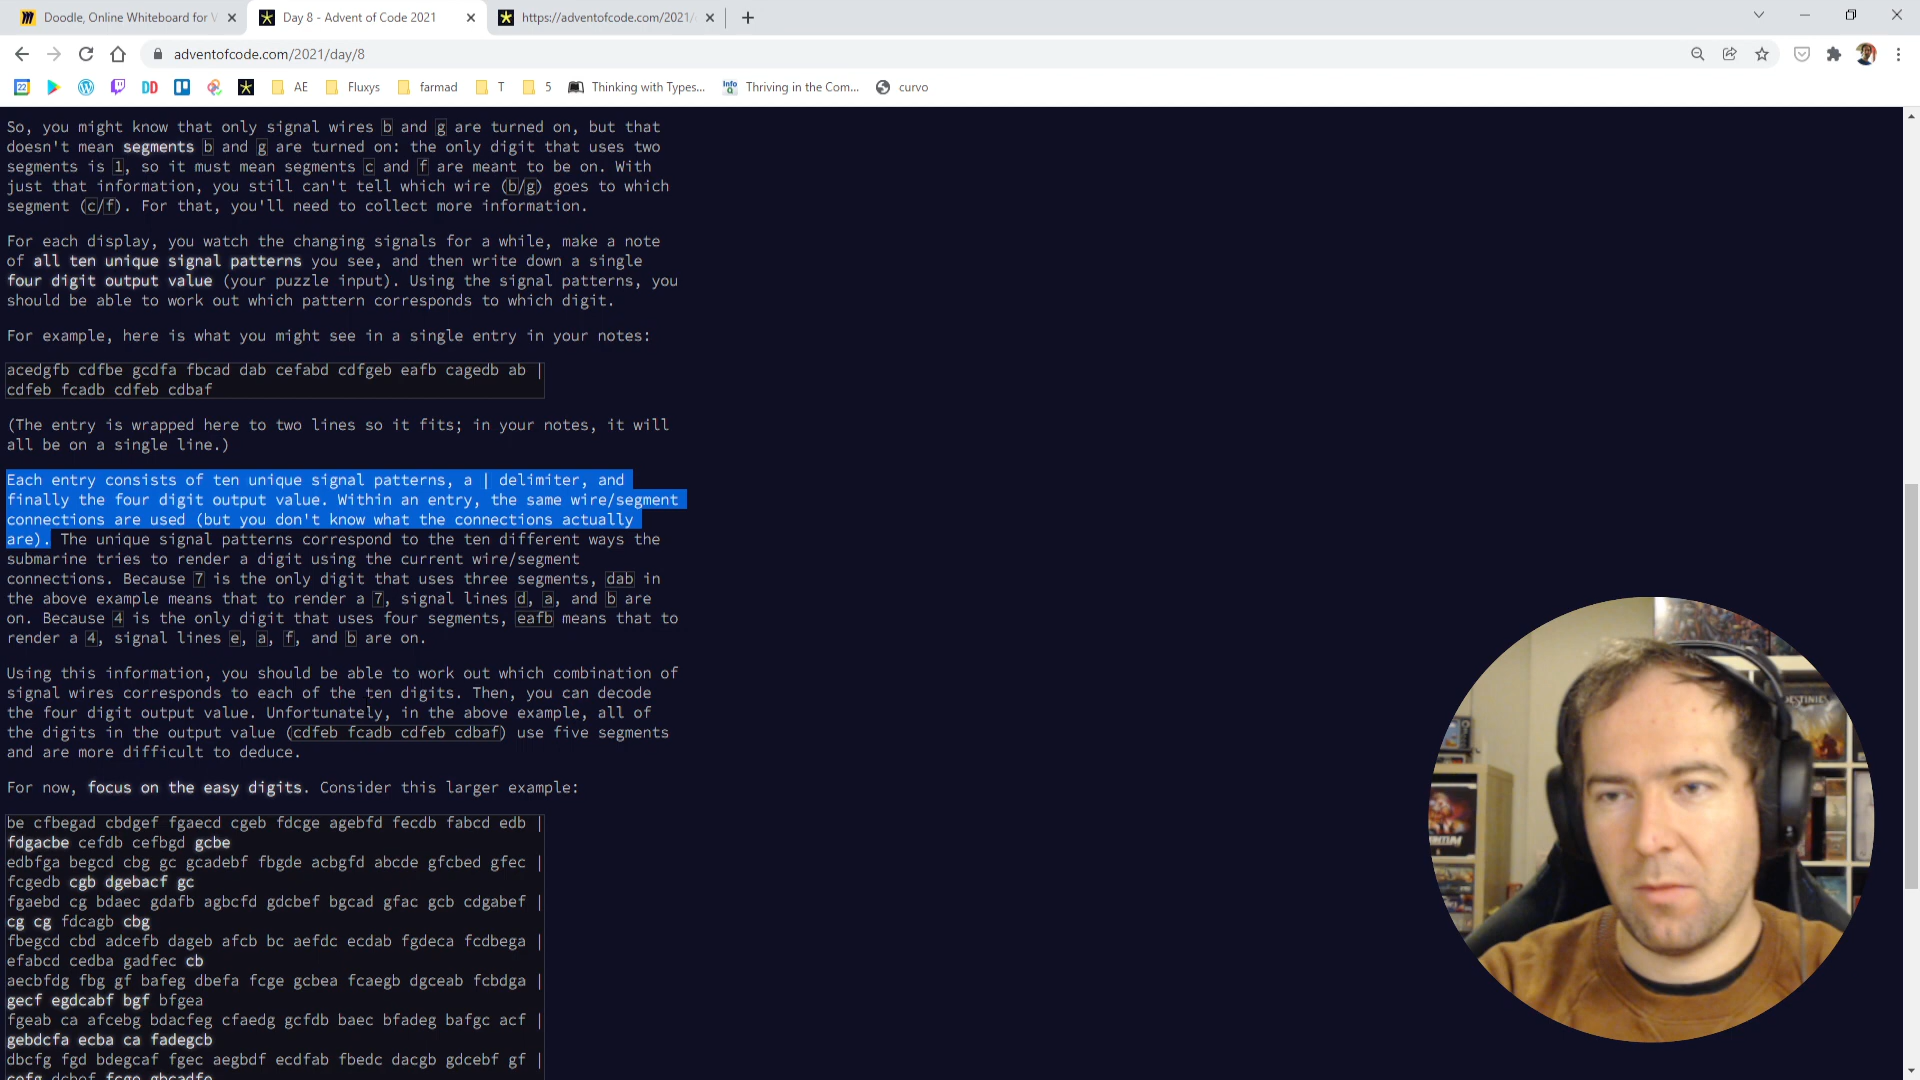 Doodle, Online Whiteboard for V
Day 8 - Advent of Code 2021
https://adventofcode.com/2021/
adventofcode.com/2021/day/8
22
DD
AE
Fluxys
farmad
T
5
Thinking with Types...
Thriving in the Com...
curvo
So, you might know that only signal wires b and g are turned on, but that
doesn't mean segments b and g are turned on: the only digit that uses two
segments is 1, so it must mean segments c and f are meant to be on. With
just that information, you still can't tell which wire (b/g) goes to which
segment (c/f). For that, you'll need to collect more information.
For each display, you watch the changing signals for a while, make a note
of all ten unique signal patterns you see, and then write down a single
four digit output value (your puzzle input). Using the signal patterns, you
should be able to work out which pattern corresponds to which digit.
For example, here is what you might see in a single entry in your notes:
acedgfb cdfbe gcdfa fbcad dab cefabd cdfgeb eafb cagedb ab |
cdfeb fcadb cdfeb cdbaf
(The entry is wrapped here to two lines so it fits; in your notes, it will
all be on a single line.)
Each entry consists of ten unique signal patterns, a | delimiter, and
finally the four digit output value. Within an entry, the same wire/segment
connections are used (but you don't know what the connections actually
are). The unique signal patterns correspond to the ten different ways the
submarine tries to render a digit using the current wire/segment
connections. Because 7 is the only digit that uses three segments, dab in
the above example means that to render a 7, signal lines d, a, and b are
on. Because 4 is the only digit that uses four segments, eafb means that to
render a 4, signal lines e, a, f, and b are on.
Using this information, you should be able to work out which combination of
signal wires corresponds to each of the ten digits. Then, you can decode
the four digit output value. Unfortunately, in the above example, all of
the digits in the output value (cdfeb fcadb cdfeb cdbaf) use five segments
and are more difficult to deduce.
For now, focus on the easy digits. Consider this larger example:
be cfbegad cbdgef fgaecd cgeb fdcge agebfd fecdb fabcd edb |
fdgacbe cefdb cefbgd gcbe
edbfga begcd cbg gc gcadebf fbgde acbgfd abcde gfcbed gfec |
fcgedb cgb dgebacf gc
fgaebd cg bdaec gdafb agbcfd gdcbef bgcad gfac gcb cdgabef |
cg cg fdcagb cbg
fbegcd cbd adcefb dageb afcb bc aefdc ecdab fgdeca fcdbega |
efabcd cedba gadfec cb
aecbfdg fbg gf bafeg dbefa fcge gcbea fcaegb dgceab fcbdga |
gecf egdcabf bgf bfgea
fgeab ca afcebg bdacfeg cfaedg gcfdb baec bfadeg bafgc acf |
gebdcfa ecba ca fadegcb
dbcfg fgd bdegcaf fgec aegbdf ecdfab fbedc dacgb gdcebf gf |
cefg dcbef fcge gbcadfe
DESTINIES